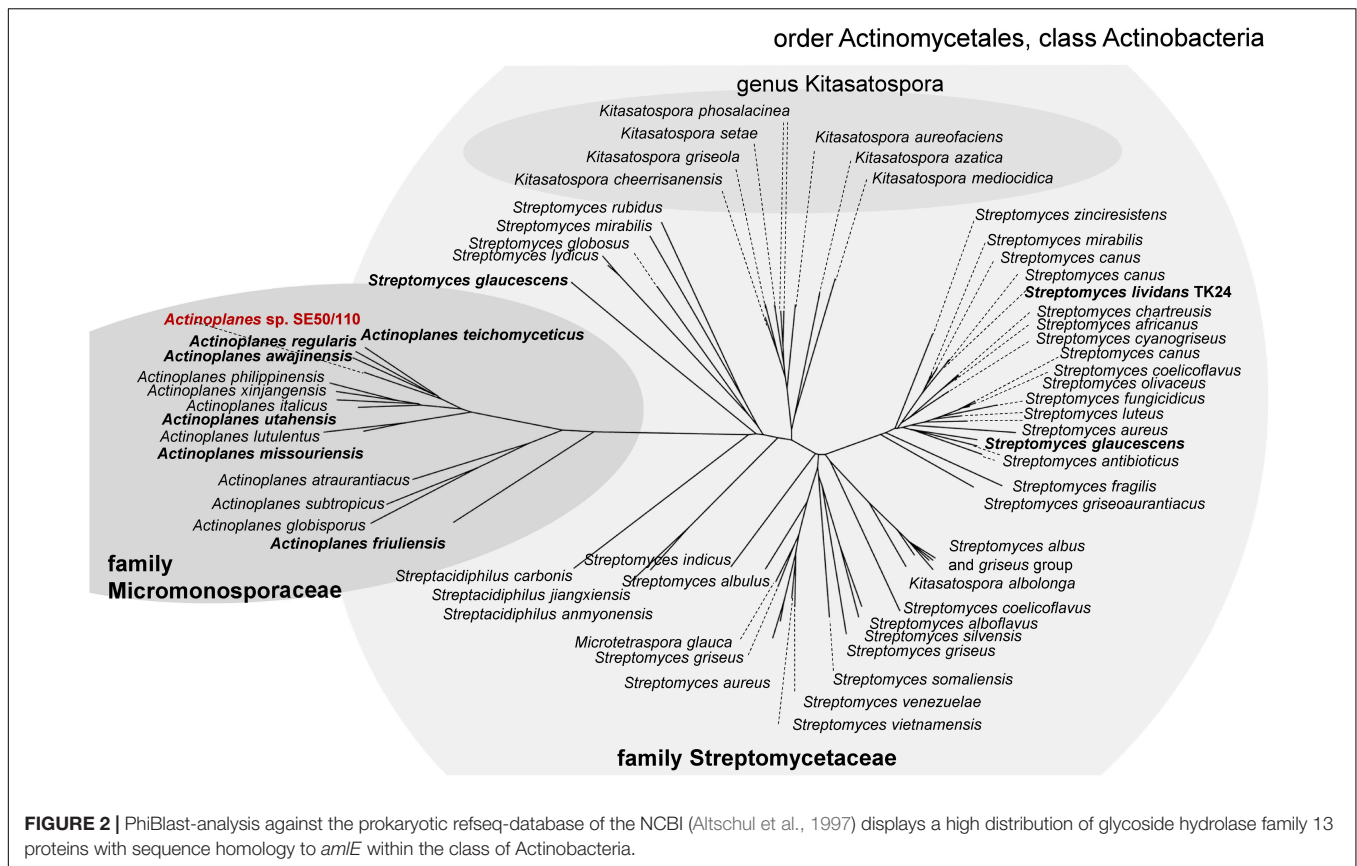 order Actinomycetales, class Actinobacteria
genus Kitasatospora
Kitasatospora phosalacinea
Kitasatospora setae
Kitasatospora griseola
Kitasatospora cheerrisanensis
Kitasatospora aureofaciens
Kitasatospora azatica
Kitasatospora mediocidica
Streptomyces rubidus
Streptomyces mirabilis
Streptomyces globosus
Streptomyces lydicus
Streptomyces glaucescens
Streptomyces zinciresistens
Streptomyces mirabilis
Streptomyces canus
Streptomyces canus
Streptomyces lividans TK24
Streptomyces chartreusis
Streptomyces africanus
Streptomyces cyanogriseus
Streptomyces canus
Streptomyces coelicoflavus
Streptomyces olivaceus
Streptomyces fungicidicus
Streptomyces luteus
Streptomyces aureus
Streptomyces glaucescens
Streptomyces antibioticus
Streptomyces fragilis
Streptomyces griseoaurantiacus
Actinoplanes sp. SE50/110
Actinoplanes teichomyceticus
Actinoplanes regularis
Actinoplanes awajinensis
Actinoplanes philippinensis
Actinoplanes xinjangensis
Actinoplanes italicus
Actinoplanes utahensis
Actinoplanes lutulentus
Actinoplanes missouriensis
Actinoplanes atraurantiacus
Actinoplanes subtropicus
Actinoplanes globisporus
Actinoplanes friuliensis
family
Micromonosporaceae
Streptomyces indicus
Streptacidiphilus carbonis
Streptomyces albulus
Streptacidiphilus jiangxiensis
Streptacidiphilus anmyonensis
Microtetraspora glauca
Streptomyces griseus
Streptomyces aureus
Streptomyces albus
and griseus group
Kitasatospora albolonga
Streptomyces coelicoflavus
Streptomyces alboflavus
Streptomyces silvensis
Streptomyces griseus
Streptomyces somaliensis
Streptomyces venezuelae
Streptomyces vietnamensis
family Streptomycetaceae
FIGURE 2 | PhiBlast-analysis against the prokaryotic refseq-database of the NCBI (Altschul et al., 1997) displays a high distribution of glycoside hydrolase family 13
proteins with sequence homology to amlE within the class of Actinobacteria.